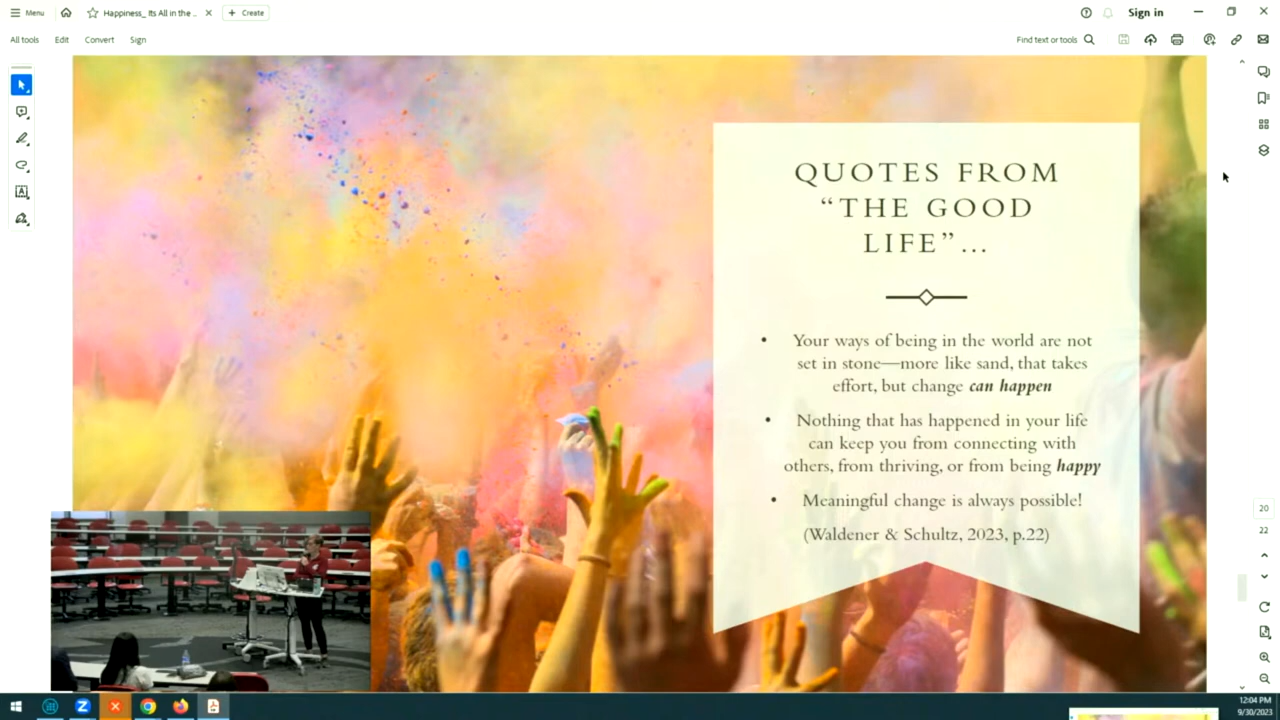 Menu
Happiness_ Its All in the ..
Create
Sign in
All tools
Edit
Convert
Sign
Find text or tools
QUOTES FROM
“THE GOOD
LIFE”...
• Your ways of being in the world are not
set in stone—more like sand, that takes
effort, but change can happen
• Nothing that has happened in your life
can keep you from connecting with
others, from thriving, or from being happy
• Meaningful change is always possible!
(Waldener & Schultz, 2023, p.22)
20
22
12:04 PM
9/30/2023